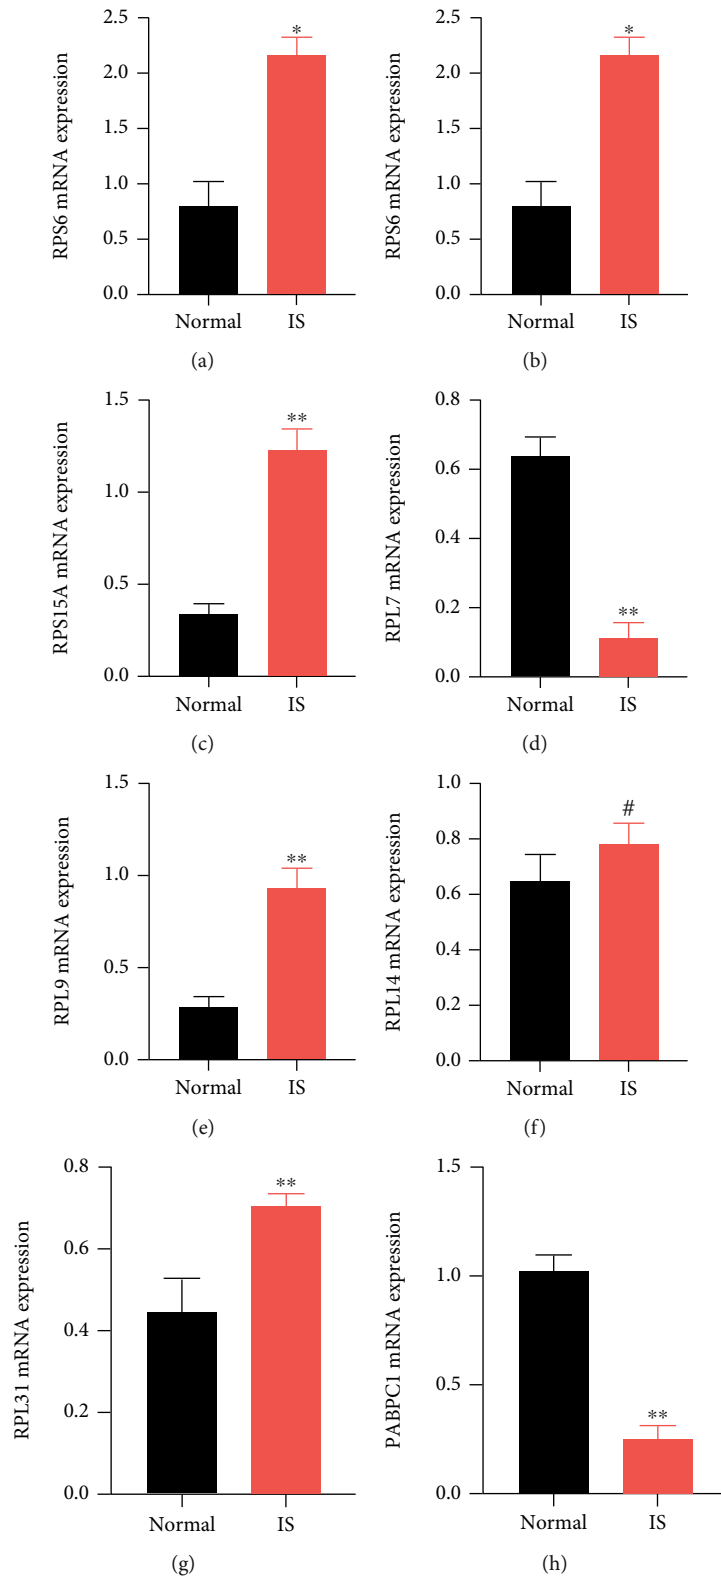 RPS6 mRNA expression
2.5
2.0
1.5
1.0
0.5
0.0
*
Normal IS
(a)
RPS6 mRNA expression
2.5
2.0
1.5
1.0
0.5
0.0
*
Normal IS
(b)
RPS15A mRNA expression
1.5
1.0
0.5
0.0
**
Normal IS
(c)
RPL7 mRNA expression
0.8
0.6
0.4
0.2
0.0
**
Normal IS
(d)
RPL9 mRNA expression
1.5
1.0
0.5
0.0
**
Normal IS
(e)
RPL14 mRNA expression
1.0
0.8
0.6
0.4
0.2
0.0
#
Normal IS
(f)
RPL31 mRNA expression
0.8
0.6
0.4
0.2
0.0
**
Normal IS
(g)
PABPC1 mRNA expression
1.5
1.0
0.5
0.0
**
Normal IS
(h)